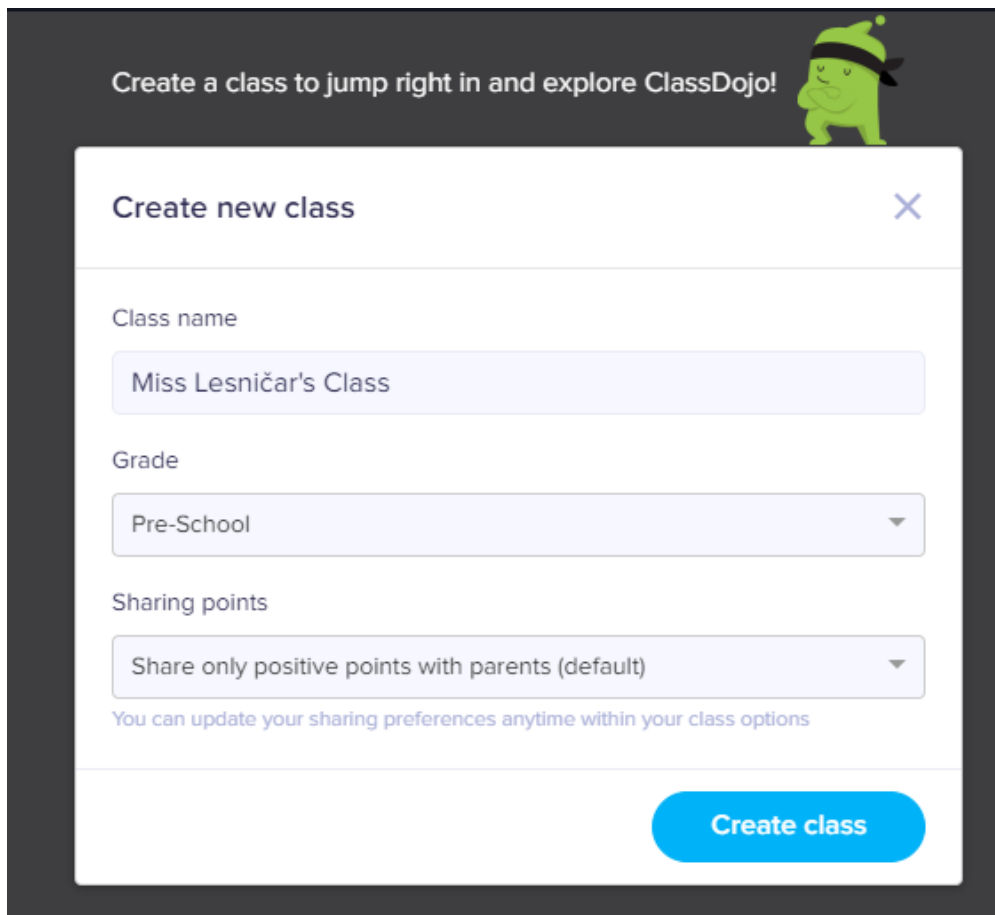 Create a class to jump right in and explore ClassDojo!
Create new class
Class name
Miss Lesničar's Class
Grade
Pre-School
Sharing points
Share only positive points with parents (default)
You can update your sharing preferences anytime within your class options
Create class